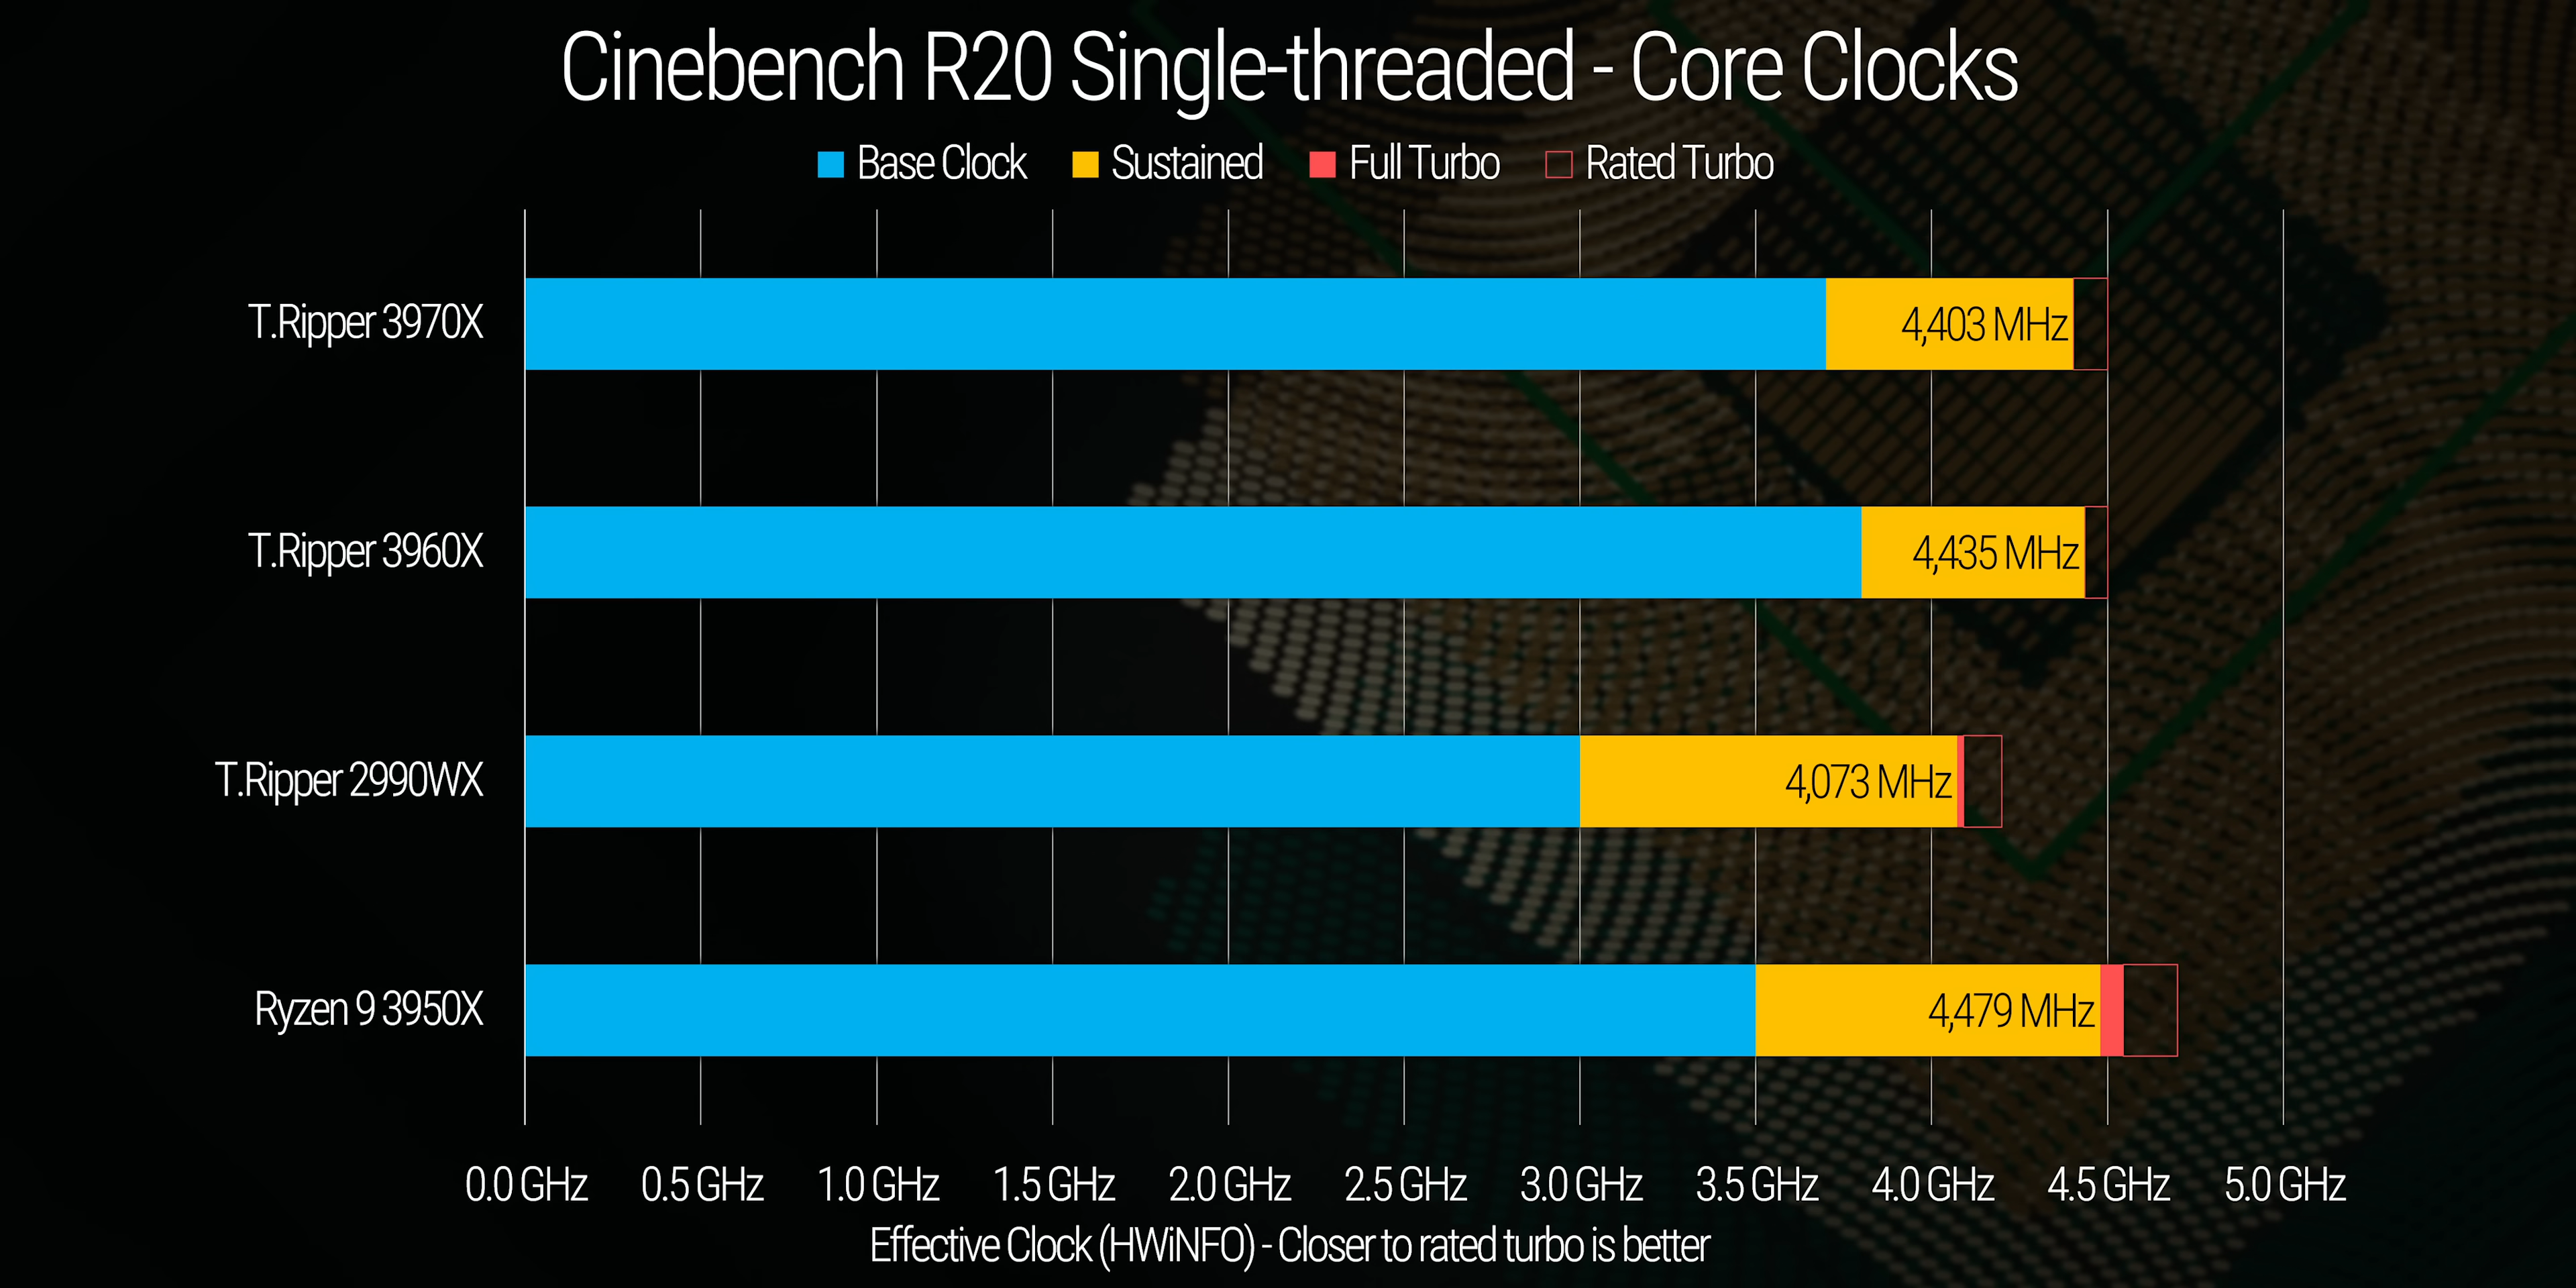 Cinebench R20 Single-threaded - Core Clocks
Base Clock Sustained Full Turbo Rated Turbo
T.Ripper 3970X 4,403 MHz
T.Ripper 3960X 4,435 MHz
T.Ripper 2990WX 4,073 MHz
Ryzen 9 3950X 4,479 MHz
0.0 GHz 0.5 GHz 1.0 GHz 1.5 GHz 2.0 GHz 2.5 GHz 3.0 GHz 3.5 GHz 4.0 GHz 4.5 GHz 5.0 GHz
Effective Clock (HWiNFO) - Closer to rated turbo is better